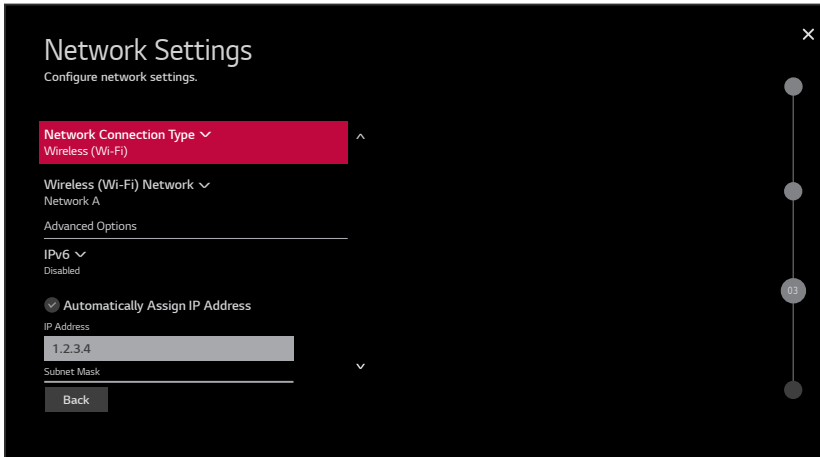 Network Settings
Configure network settings.
Network Connection Type
Wireless (Wi-Fi)
Wireless (Wi-Fi) Network
Network A
Advanced Options
IPv6
Disabled
Automatically Assign IP Address
IP Address
1.2.3.4
Subnet Mask
Back
03